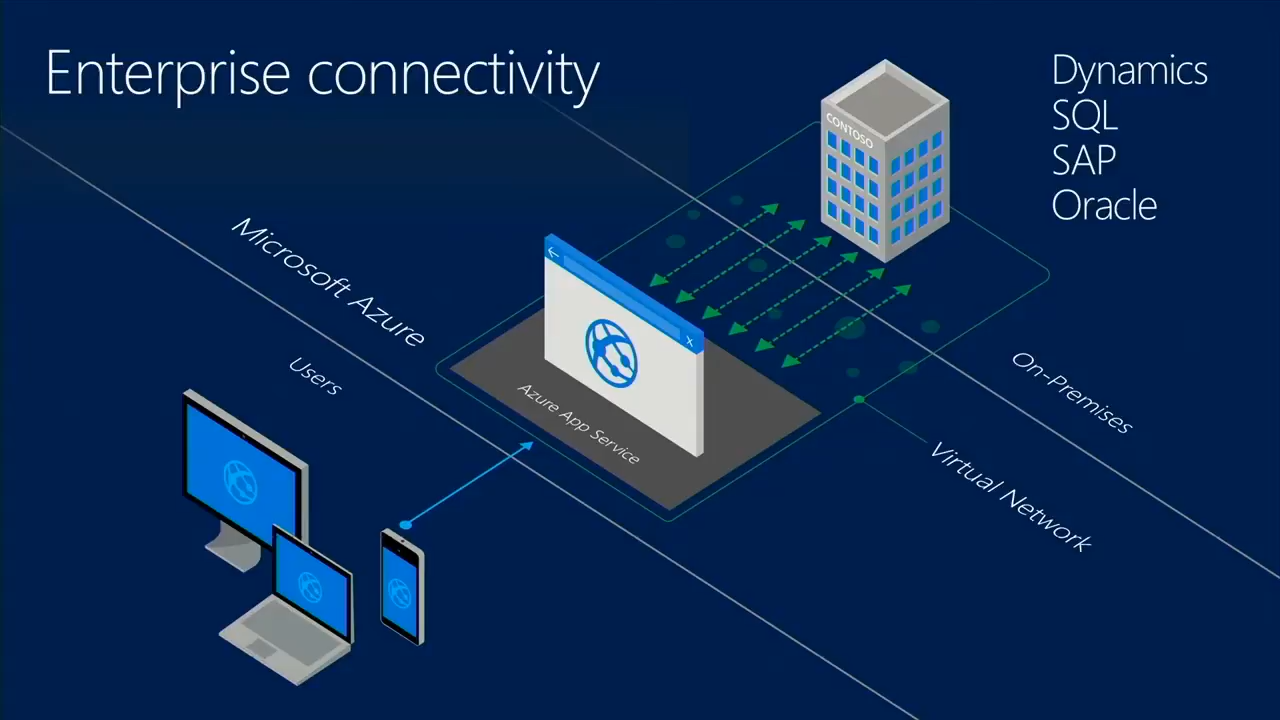 Enterprise connectivity
Dynamics
SQL
SAP
Oracle
CONTOSO
Microsoft Azure
Users
Azure App Service
On-Premises
Virtual Network